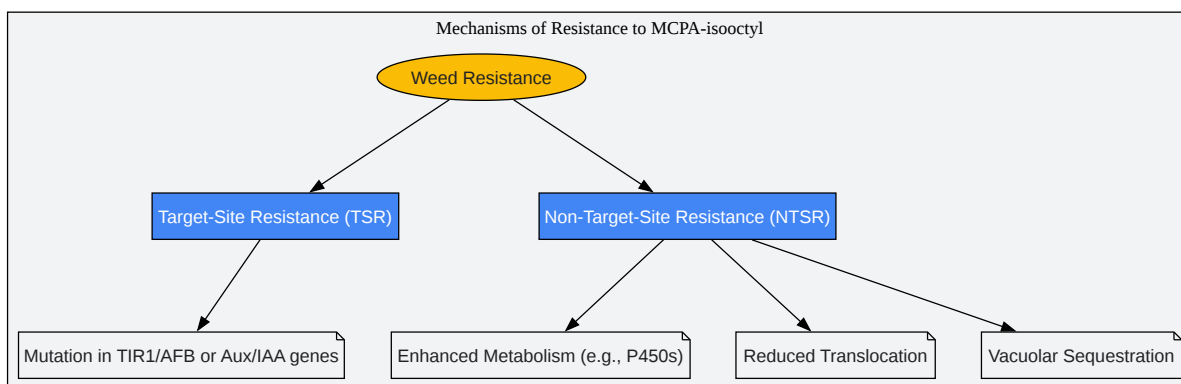 Mechanisms of Resistance to MCPA-isooctyl
Weed Resistance
Target-Site Resistance (TSR)
Non-Target-Site Resistance (NTSR)
Mutation in TIR1/AFB or Aux/IAA genes
Enhanced Metabolism (e.g., P450s)
Reduced Translocation
Vacuolar Sequestration